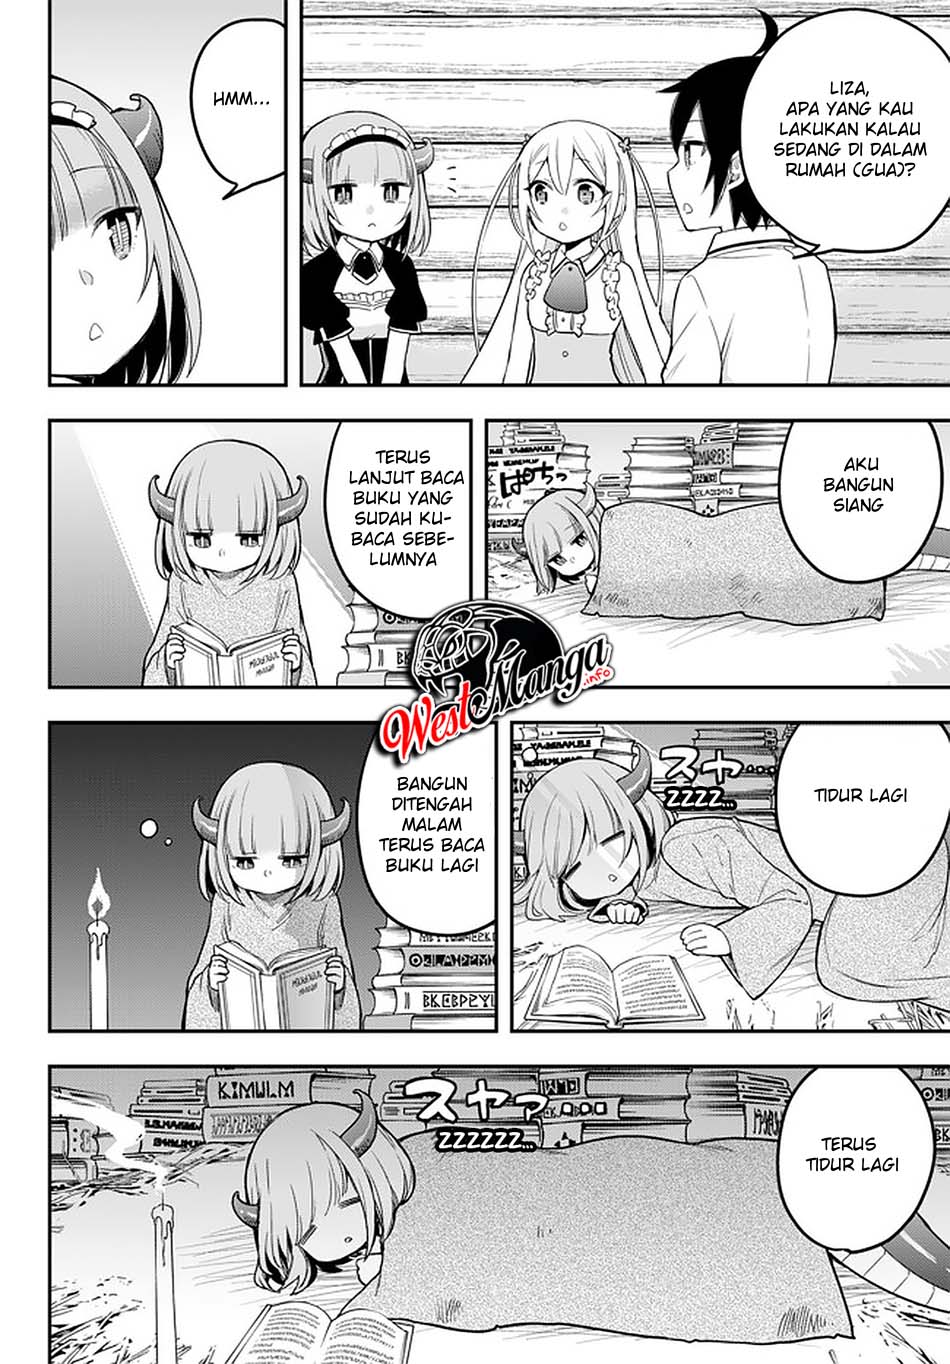 LIZA,
APA YANG KAU
LAKUKAN KALAU
SEDANG DI DALAM
RUMAH (GUA)?
HMM...
AKU
BANGUN
SIANG
ぱちっ
TERUS
LANJUT BACA
BUKU YANG
SUDAH KU-
BACA SEBE-
LUMNYA
WestManga
.info
TIDUR LAGI
スヤ
ZZZZ...
BANGUN
DITENGAH
MALAM
TERUS BACA
BUKU LAGI
TERUS
TIDUR LAGI
スヤァ...
ZZZZZZ...